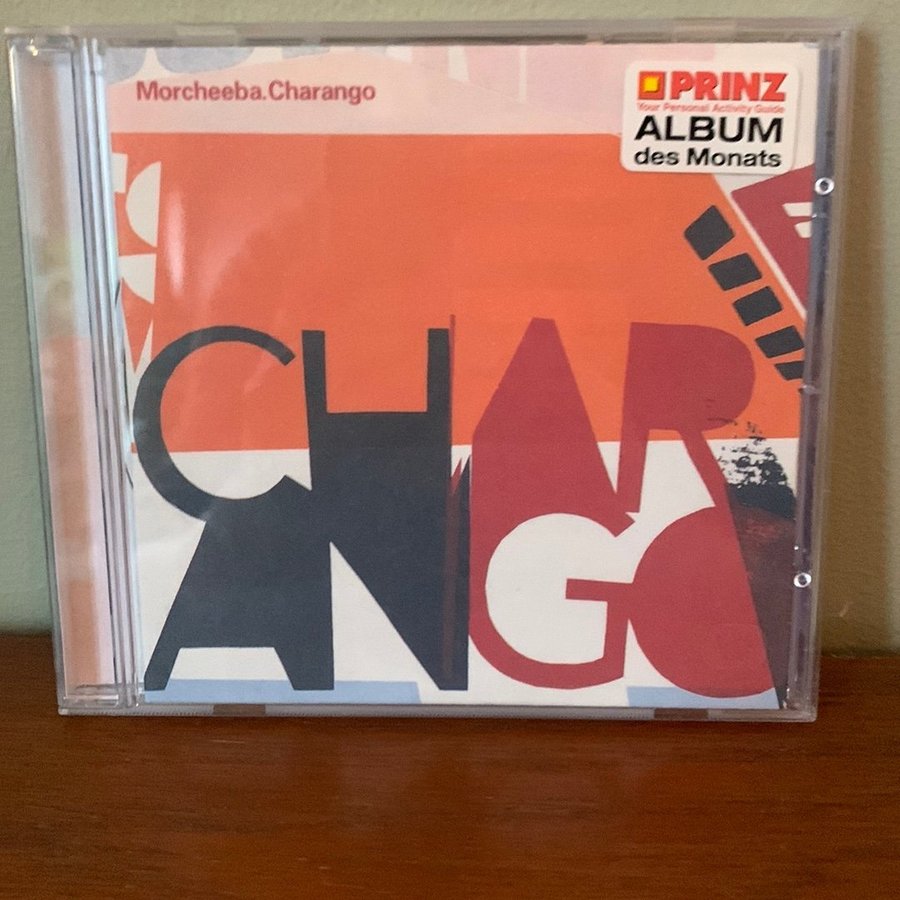 Morcheeba.Charango
PRINZ
Your Personal Activity Guide
ALBUM
des Monats
CHAR
ANGO